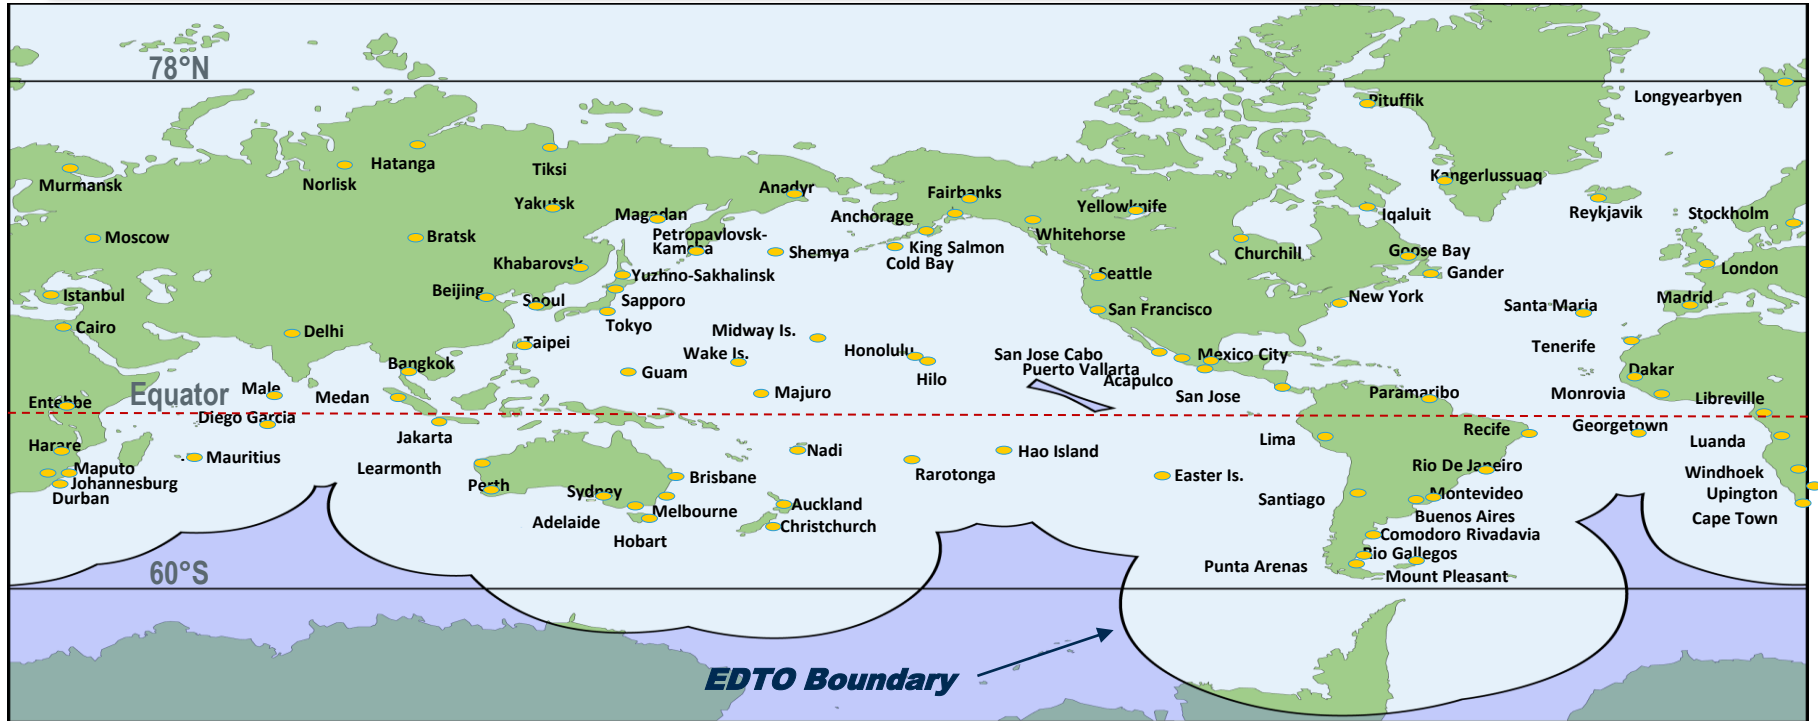 78°N
Pituffik
Longyearbyen
Hatanga
Murmansk
Norlisk
Tiksi
Anadyr
Fairbanks
Kangerlussuaq
Yakutsk
Magadan
Anchorage
Yellowknife
Iqaluit
Reykjavik
Stockholm
Moscow
Bratsk
Petropavlovsk-
Kamcha
Shemya
King Salmon
Cold Bay
Whitehorse
Churchill
Goose Bay
Khabarovsk
Yuzhno-Sakhalinsk
Seattle
Gander
London
Istanbul
Beijing
Seoul
Sapporo
San Francisco
New York
Santa Maria
Madrid
Cairo
Delhi
Taipei
Tokyo
Midway Is.
Tenerife
Bangkok
Wake Is.
Honolulu
San Jose Cabo
Mexico City
Guam
Hilo
Puerto Vallarta
Acapulco
Dakar
Equator
Male
Medan
Majuro
San Jose
Paramaribo
Monrovia
Libreville
Entebbe
Diego Garcia
Jakarta
Lima
Recife
Georgetown
Luanda
Harare
Mauritius
Learmonth
Nadi
Hao Island
Rarotonga
Maputo
Johannesburg
Durban
Perth
Sydney
Brisbane
Easter Is.
Rio De Janeiro
Windhoek
Upington
Santiago
Montevideo
Adelaide
Melbourne
Auckland
Buenos Aires
Cape Town
Hobart
Christchurch
Comodoro Rivadavia
60°S
Rio Gallegos
Punta Arenas
Mount Pleasant
EDTO Boundary